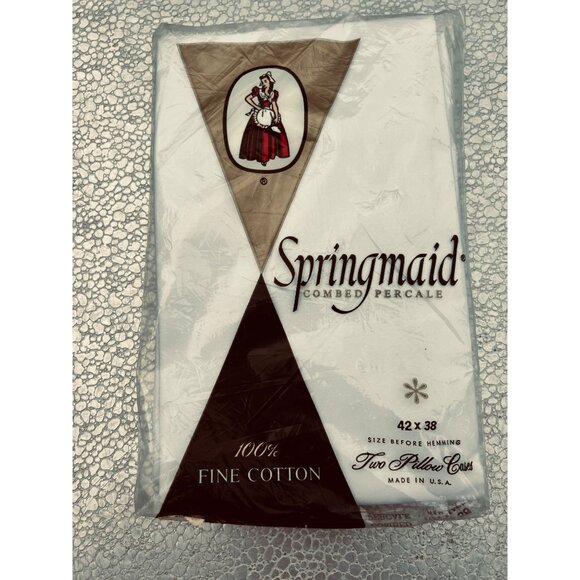 ®
Springmaid®
COMBED PERCALE
42 x 38
SIZE BEFORE HEMMING
Two Pillow Cases
MADE IN U.S.A.
100%
FINE COTTON